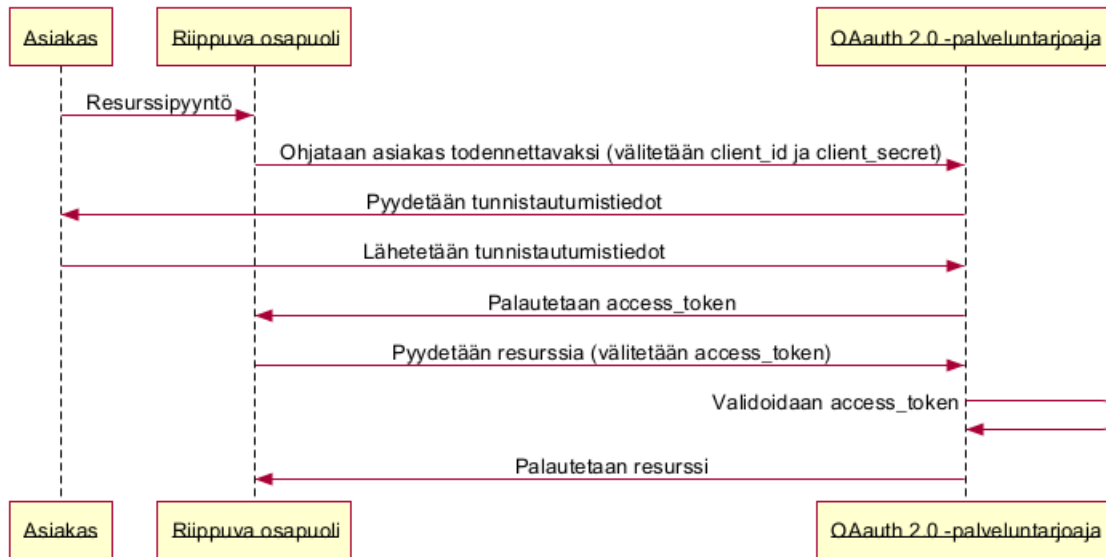 Asiakas
Riippuva osapuoli
OAauth 2.0 -palveluntarjoaja
Resurssipyyntö
Ohjataan asiakas todennettavaksi (välitetään client_id ja client_secret)
Pyydetään tunnistautumistiedot
Lähetetään tunnistautumistiedot
Palautetaan access_token
Pyydetään resurssia (välitetään access_token)
Validoidaan access_token
Palautetaan resurssi
Asiakas
Riippuva osapuoli
OAauth 2.0 -palveluntarjoaja